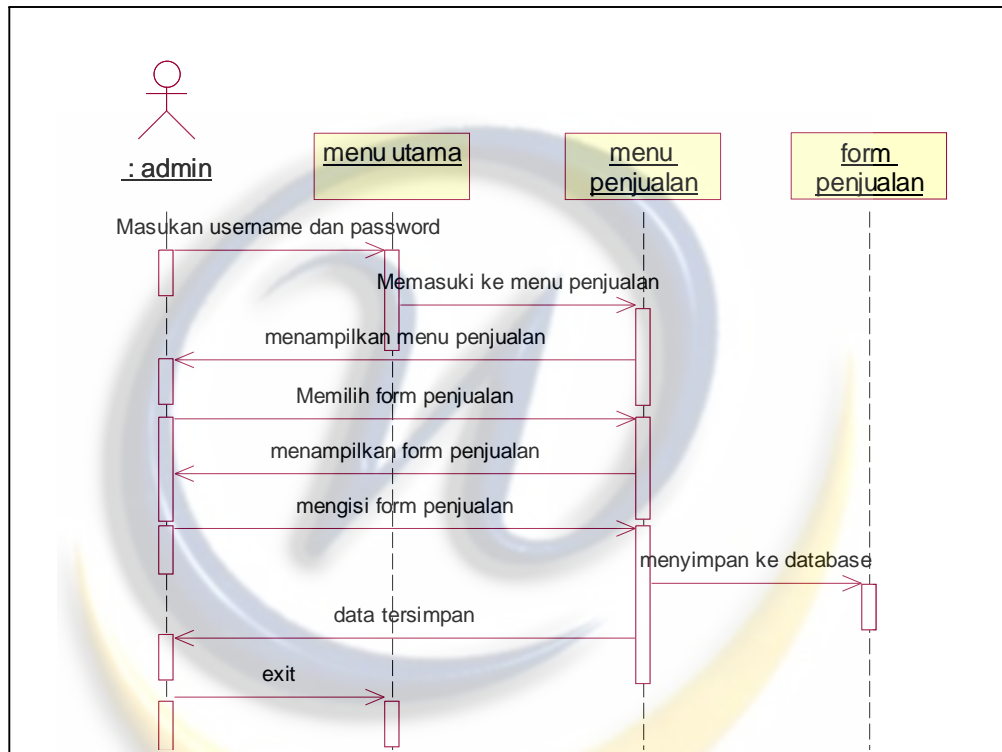 : admin
menu utama
menu
penjualan
form
penjualan
Masukan username dan password
Memasuki ke menu penjualan
menampilkan menu penjualan
Memilih form penjualan
menampilkan form penjualan
mengisi form penjualan
menyimpan ke database
data tersimpan
exit